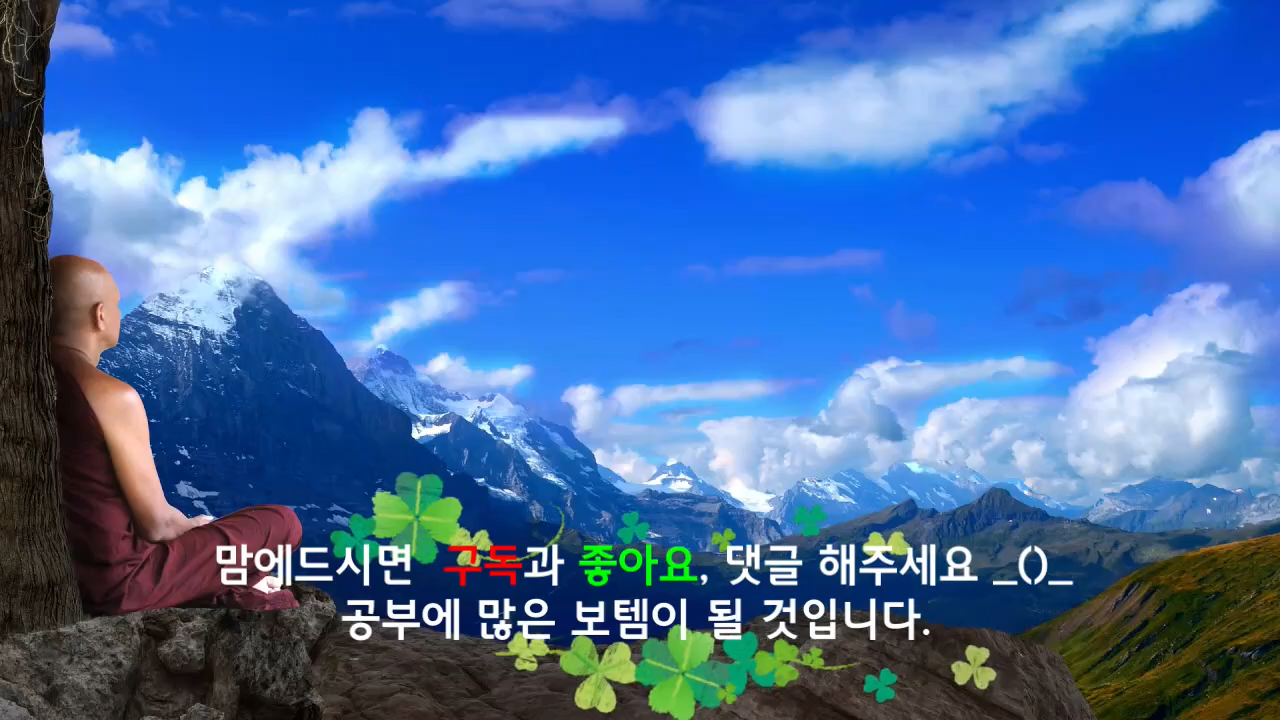 맘에드시면 구독과 좋아요, 댓글 해주세요 _()_
공부에 많은 보템이 될 것입니다.